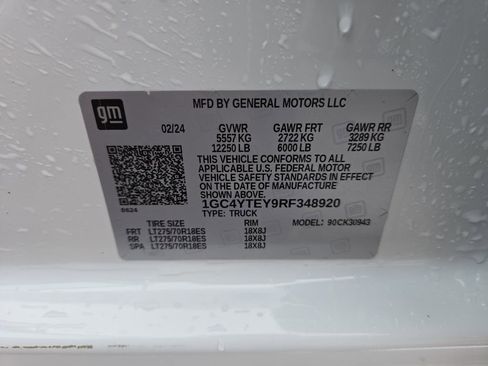 gm
MFD BY GENERAL MOTORS LLC
02/24 GVWR GAWR FRT GAWR RR
5557 KG 2722 KG 3289 KG
12250 LB 6000 LB 7250 LB
THIS VEHICLE CONFORMS TO ALL
APPLICABLE U.S. FEDERAL MOTOR
VEHICLE SAFETY STANDARDS IN EFFECT
ON THE DATE OF MANUFACTURE
SHOWN ABOVE.
0624 1GC4YTEY9RF348920
TYPE: TRUCK MODEL: 90CK30943
TIRE SIZE RIM
FRT LT275/70R18ES 18X8J
RR LT275/70R18ES 18X8J
SPA LT275/70R18ES 18X8J